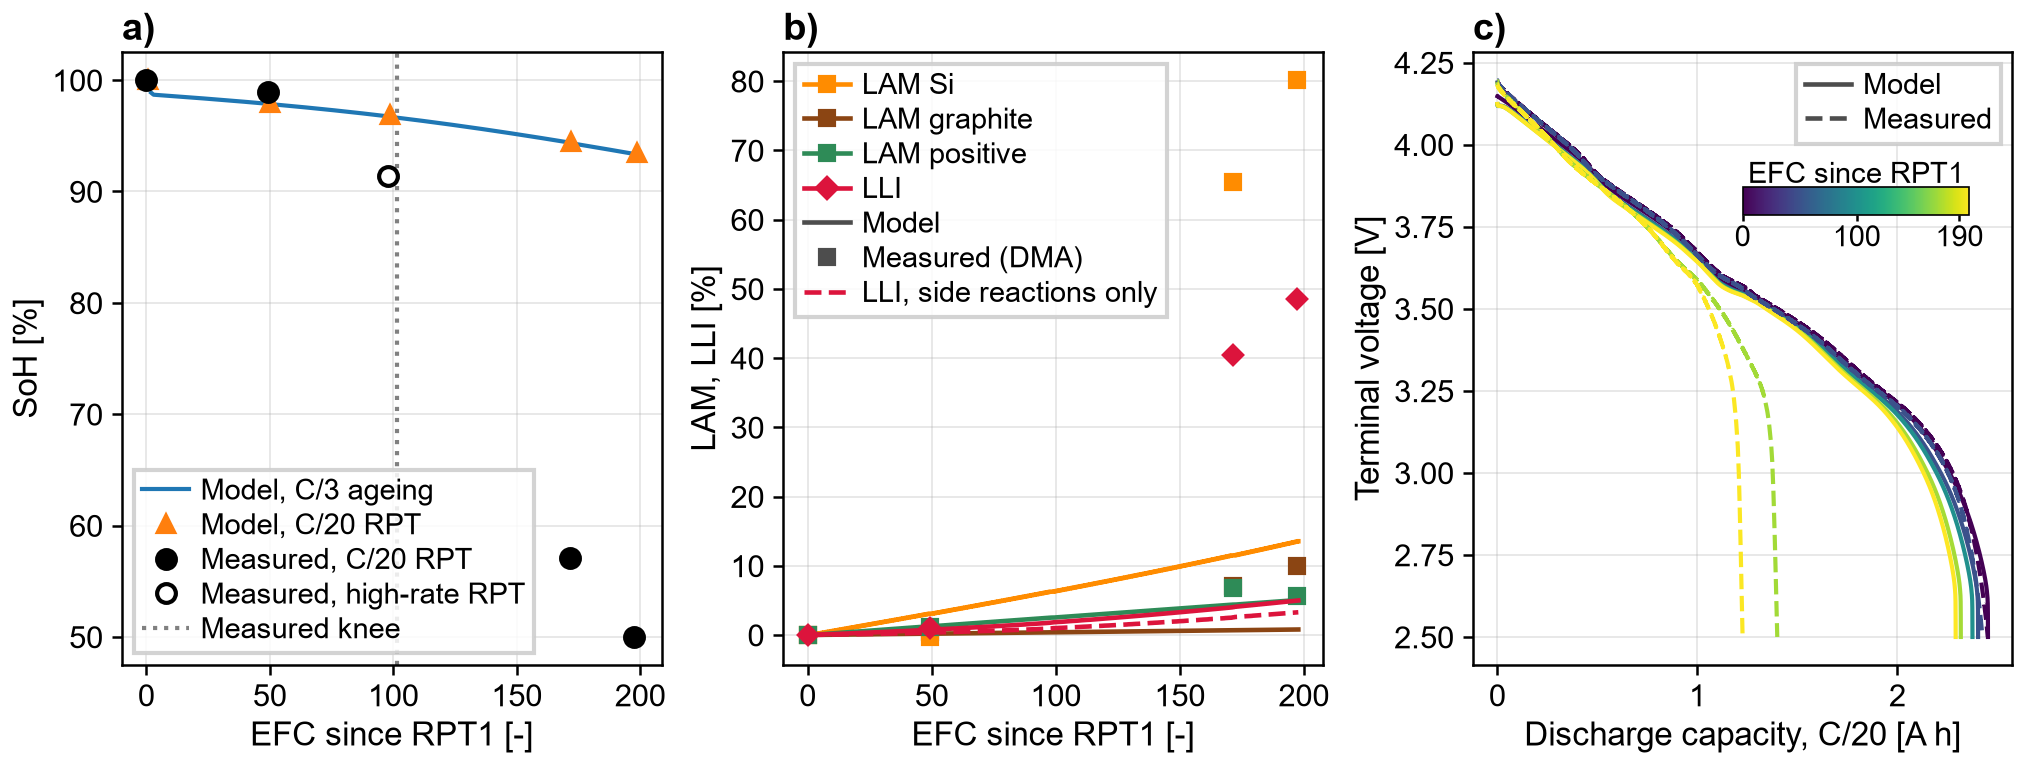 a)
SoH [%]
100
90
80
70
60
50
Model, C/3 ageing
Model, C/20 RPT
Measured, C/20 RPT
Measured, high-rate RPT
Measured knee
0
50
100
150
200
EFC since RPT1 [-]
b)
LAM, LLI [%]
80
70
60
50
40
30
20
10
0
LAM Si
LAM graphite
LAM positive
LLI
Model
Measured (DMA)
LLI, side reactions only
0
50
100
150
200
EFC since RPT1 [-]
c)
Terminal voltage [V]
4.25
4.00
3.75
3.50
3.25
3.00
2.75
2.50
Model
Measured
EFC since RPT1
0
100
190
0
1
2
Discharge capacity, C/20 [A h]